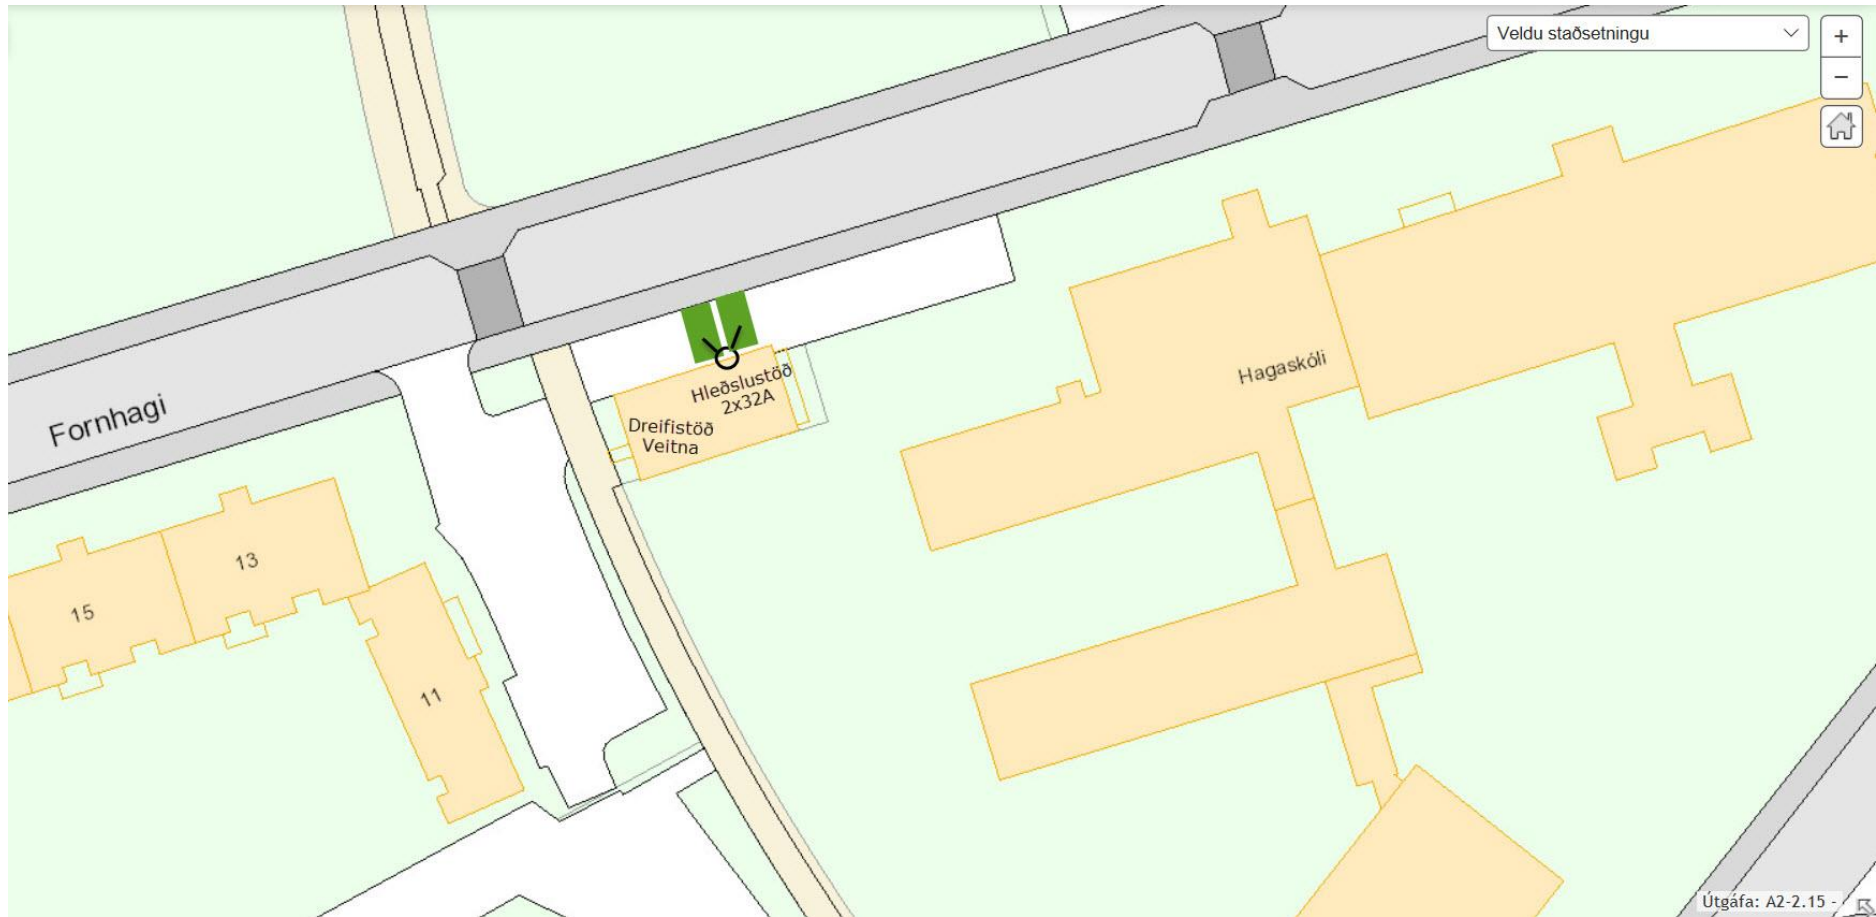 Veldu staðsetningu
+
−
Hagaskóli
Hleðslustöð
2x32A
Dreifistöð
Veitna
Fornhagi
13
15
11
Útgáfa: A2-2.15 -